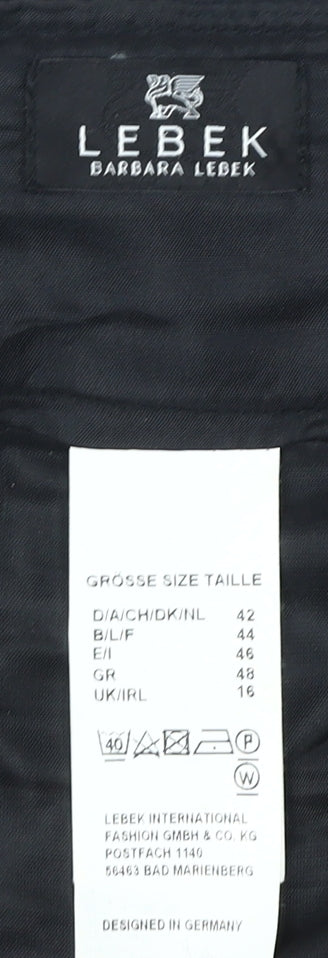 LEBEK
BARBARA LEBEK
GRÖSSE SIZE TAILLE
D/A/CH/DK/NL 42
B/L/F 44
E/I 46
GR 48
UK/IRL 16
40 P
W
LEBEK INTERNATIONAL
FASHION GMBH & CO. KG
POSTFACH 1140
56463 BAD MARIENBERG
DESIGNED IN GERMANY